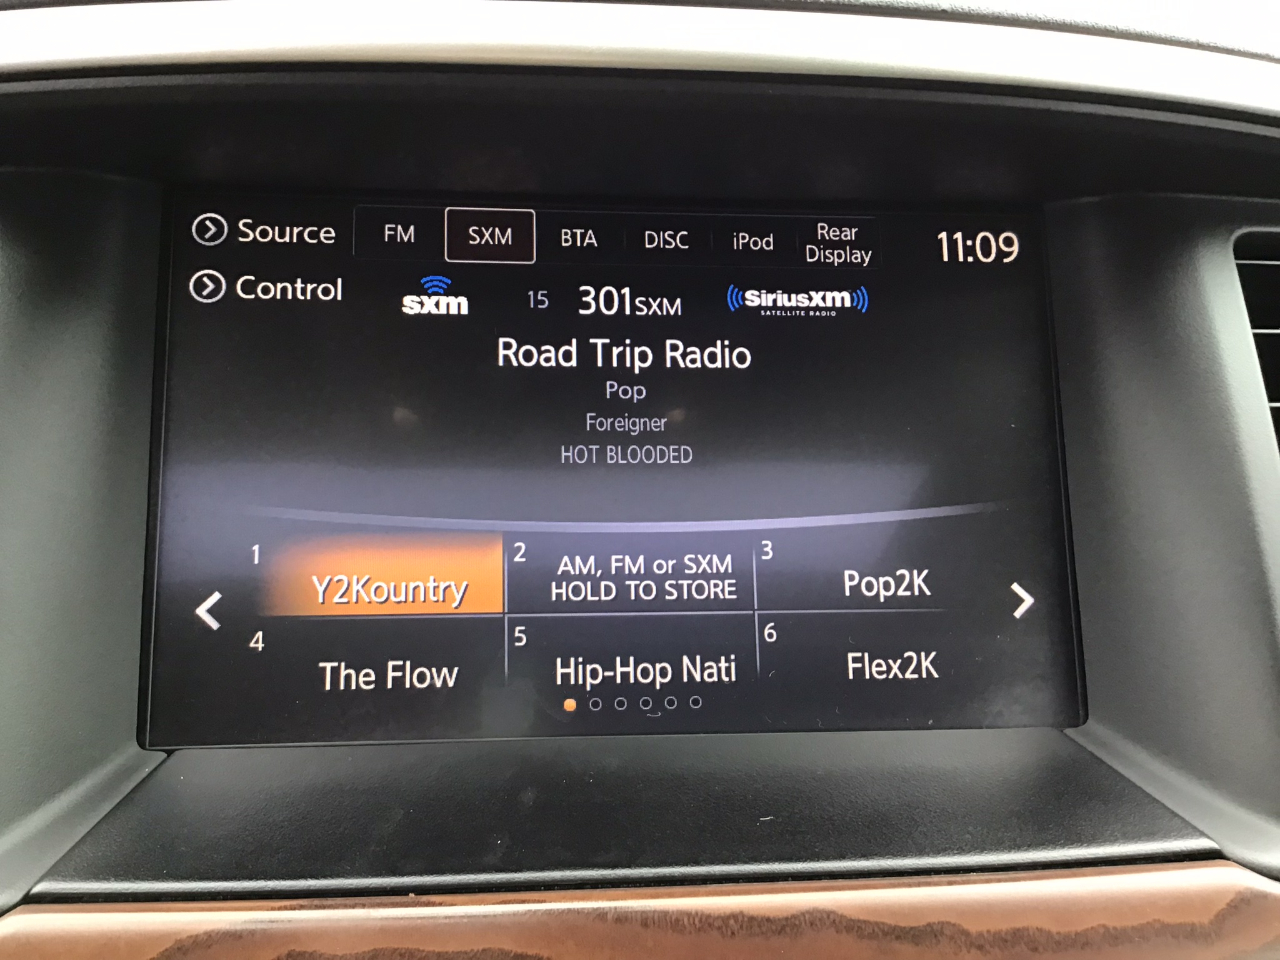 Source
FM
SXM
BTA
DISC
iPod
Rear
Display
11:09
Control
sxm
15
301SXM
SiriusXM
SATELLITE RADIO
Road Trip Radio
Pop
Foreigner
HOT BLOODED
1
Y2Kountry
2
AM, FM or SXM
HOLD TO STORE
3
Pop2K
4
The Flow
5
Hip-Hop Nati
6
Flex2K